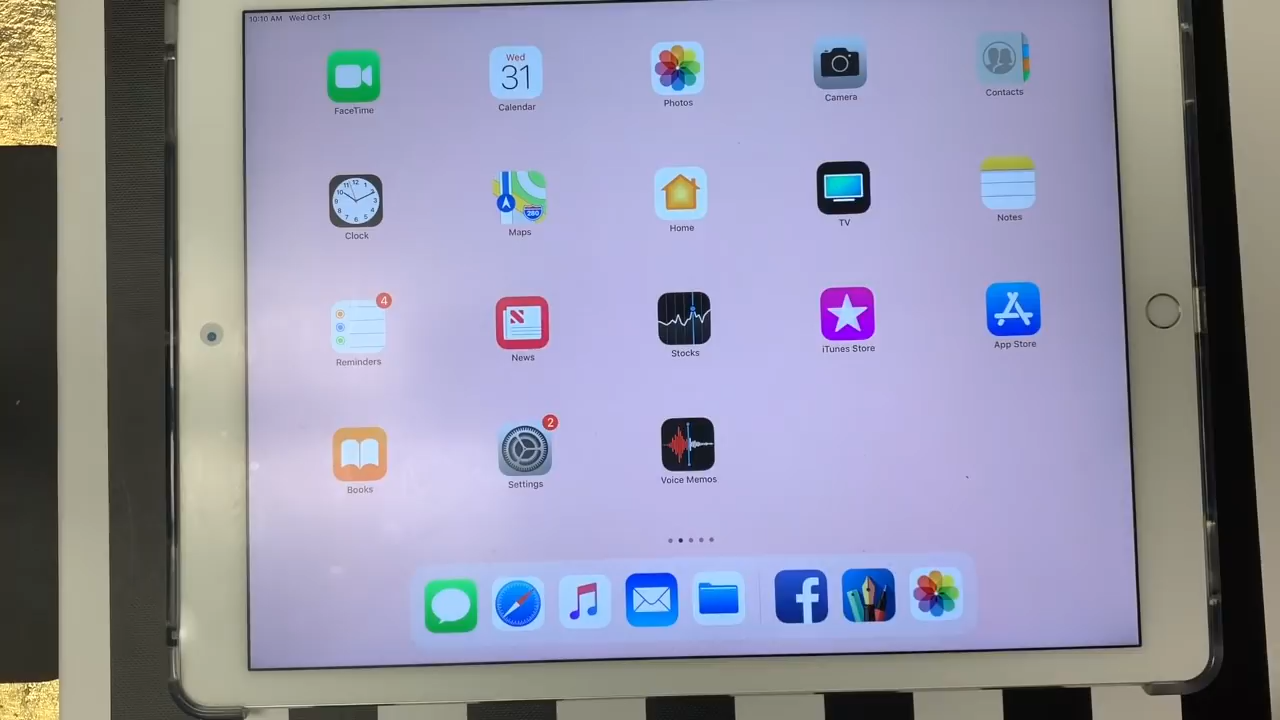 10:10 AM Wed Oct 31
FaceTime
Wed
31
Calendar
Photos
Camera
Contacts
Clock
280
Maps
Home
TV
Notes
4
Reminders
News
Stocks
iTunes Store
App Store
Books
2
Settings
Voice Memos